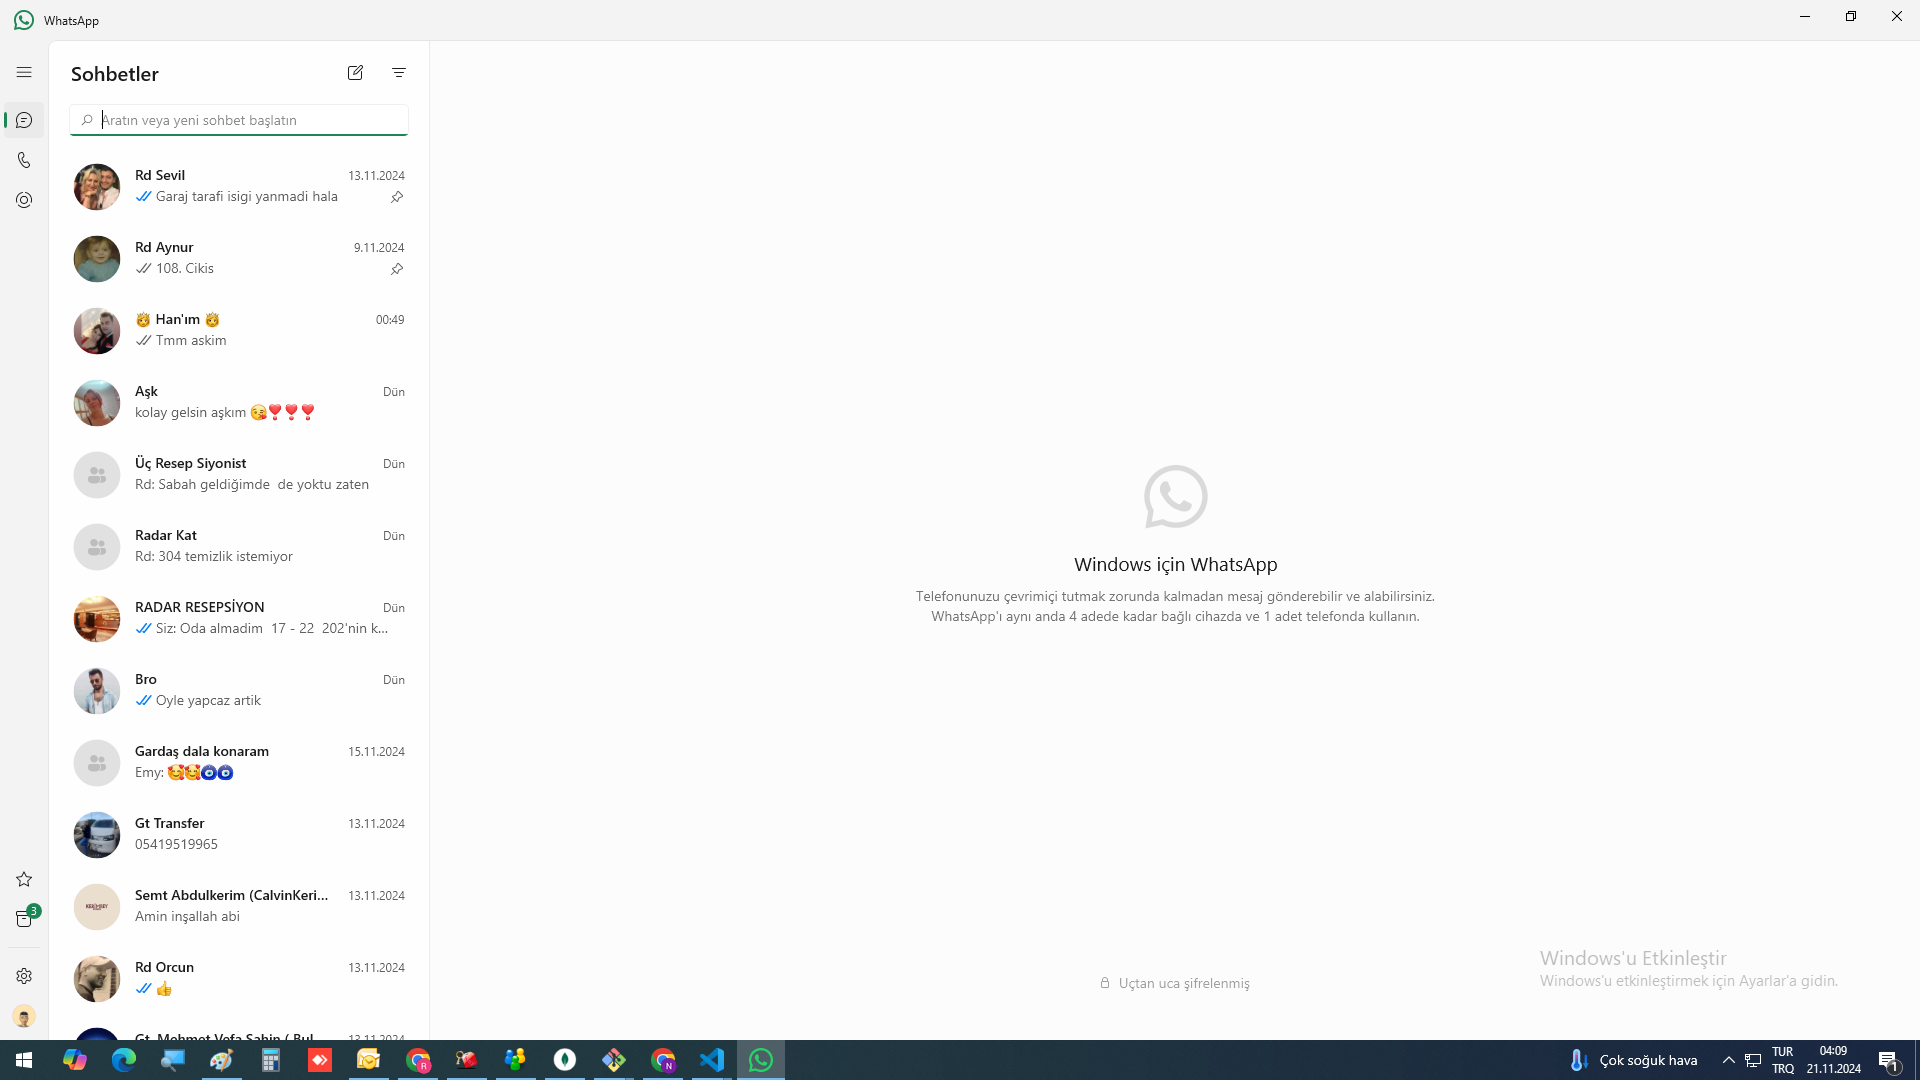 WhatsApp
Sohbetler
Aratın veya yeni sohbet başlatın
Rd Sevil
13.11.2024
Garaj tarafi isigi yanmadi hala
Rd Aynur
9.11.2024
108. Cikis
👸 Han'ım 👸
00:49
Tmm askim
Aşk
Dün
kolay gelsin aşkım 😘❣❣❣
Üç Resep Siyonist
Dün
Rd: Sabah geldiğimde  de yoktu zaten
Radar Kat
Dün
Rd: 304 temizlik istemiyor
RADAR RESEPSİYON
Dün
Siz: Oda almadim  17 - 22  202'nin k...
Bro
Dün
Oyle yapcaz artik
Gardaş dala konaram
15.11.2024
Emy: 🥰🥰🧿🧿
Gt Transfer
13.11.2024
05419519965
Semt Abdulkerim (CalvinKeri...
13.11.2024
Amin inşallah abi
Rd Orcun
13.11.2024
👍
Gt. Mehmet Vefa Sahin ( Bul...
13.11.2024
3
Windows için WhatsApp
Telefonunuzu çevrimiçi tutmak zorunda kalmadan mesaj gönderebilir ve alabilirsiniz.
WhatsApp'ı aynı anda 4 adede kadar bağlı cihazda ve 1 adet telefonda kullanın.
Uçtan uca şifrelenmiş
Windows'u Etkinleştir
Windows'u etkinleştirmek için Ayarlar'a gidin.
R
N
Çok soğuk hava
TUR
TRQ
04:09
21.11.2024
1